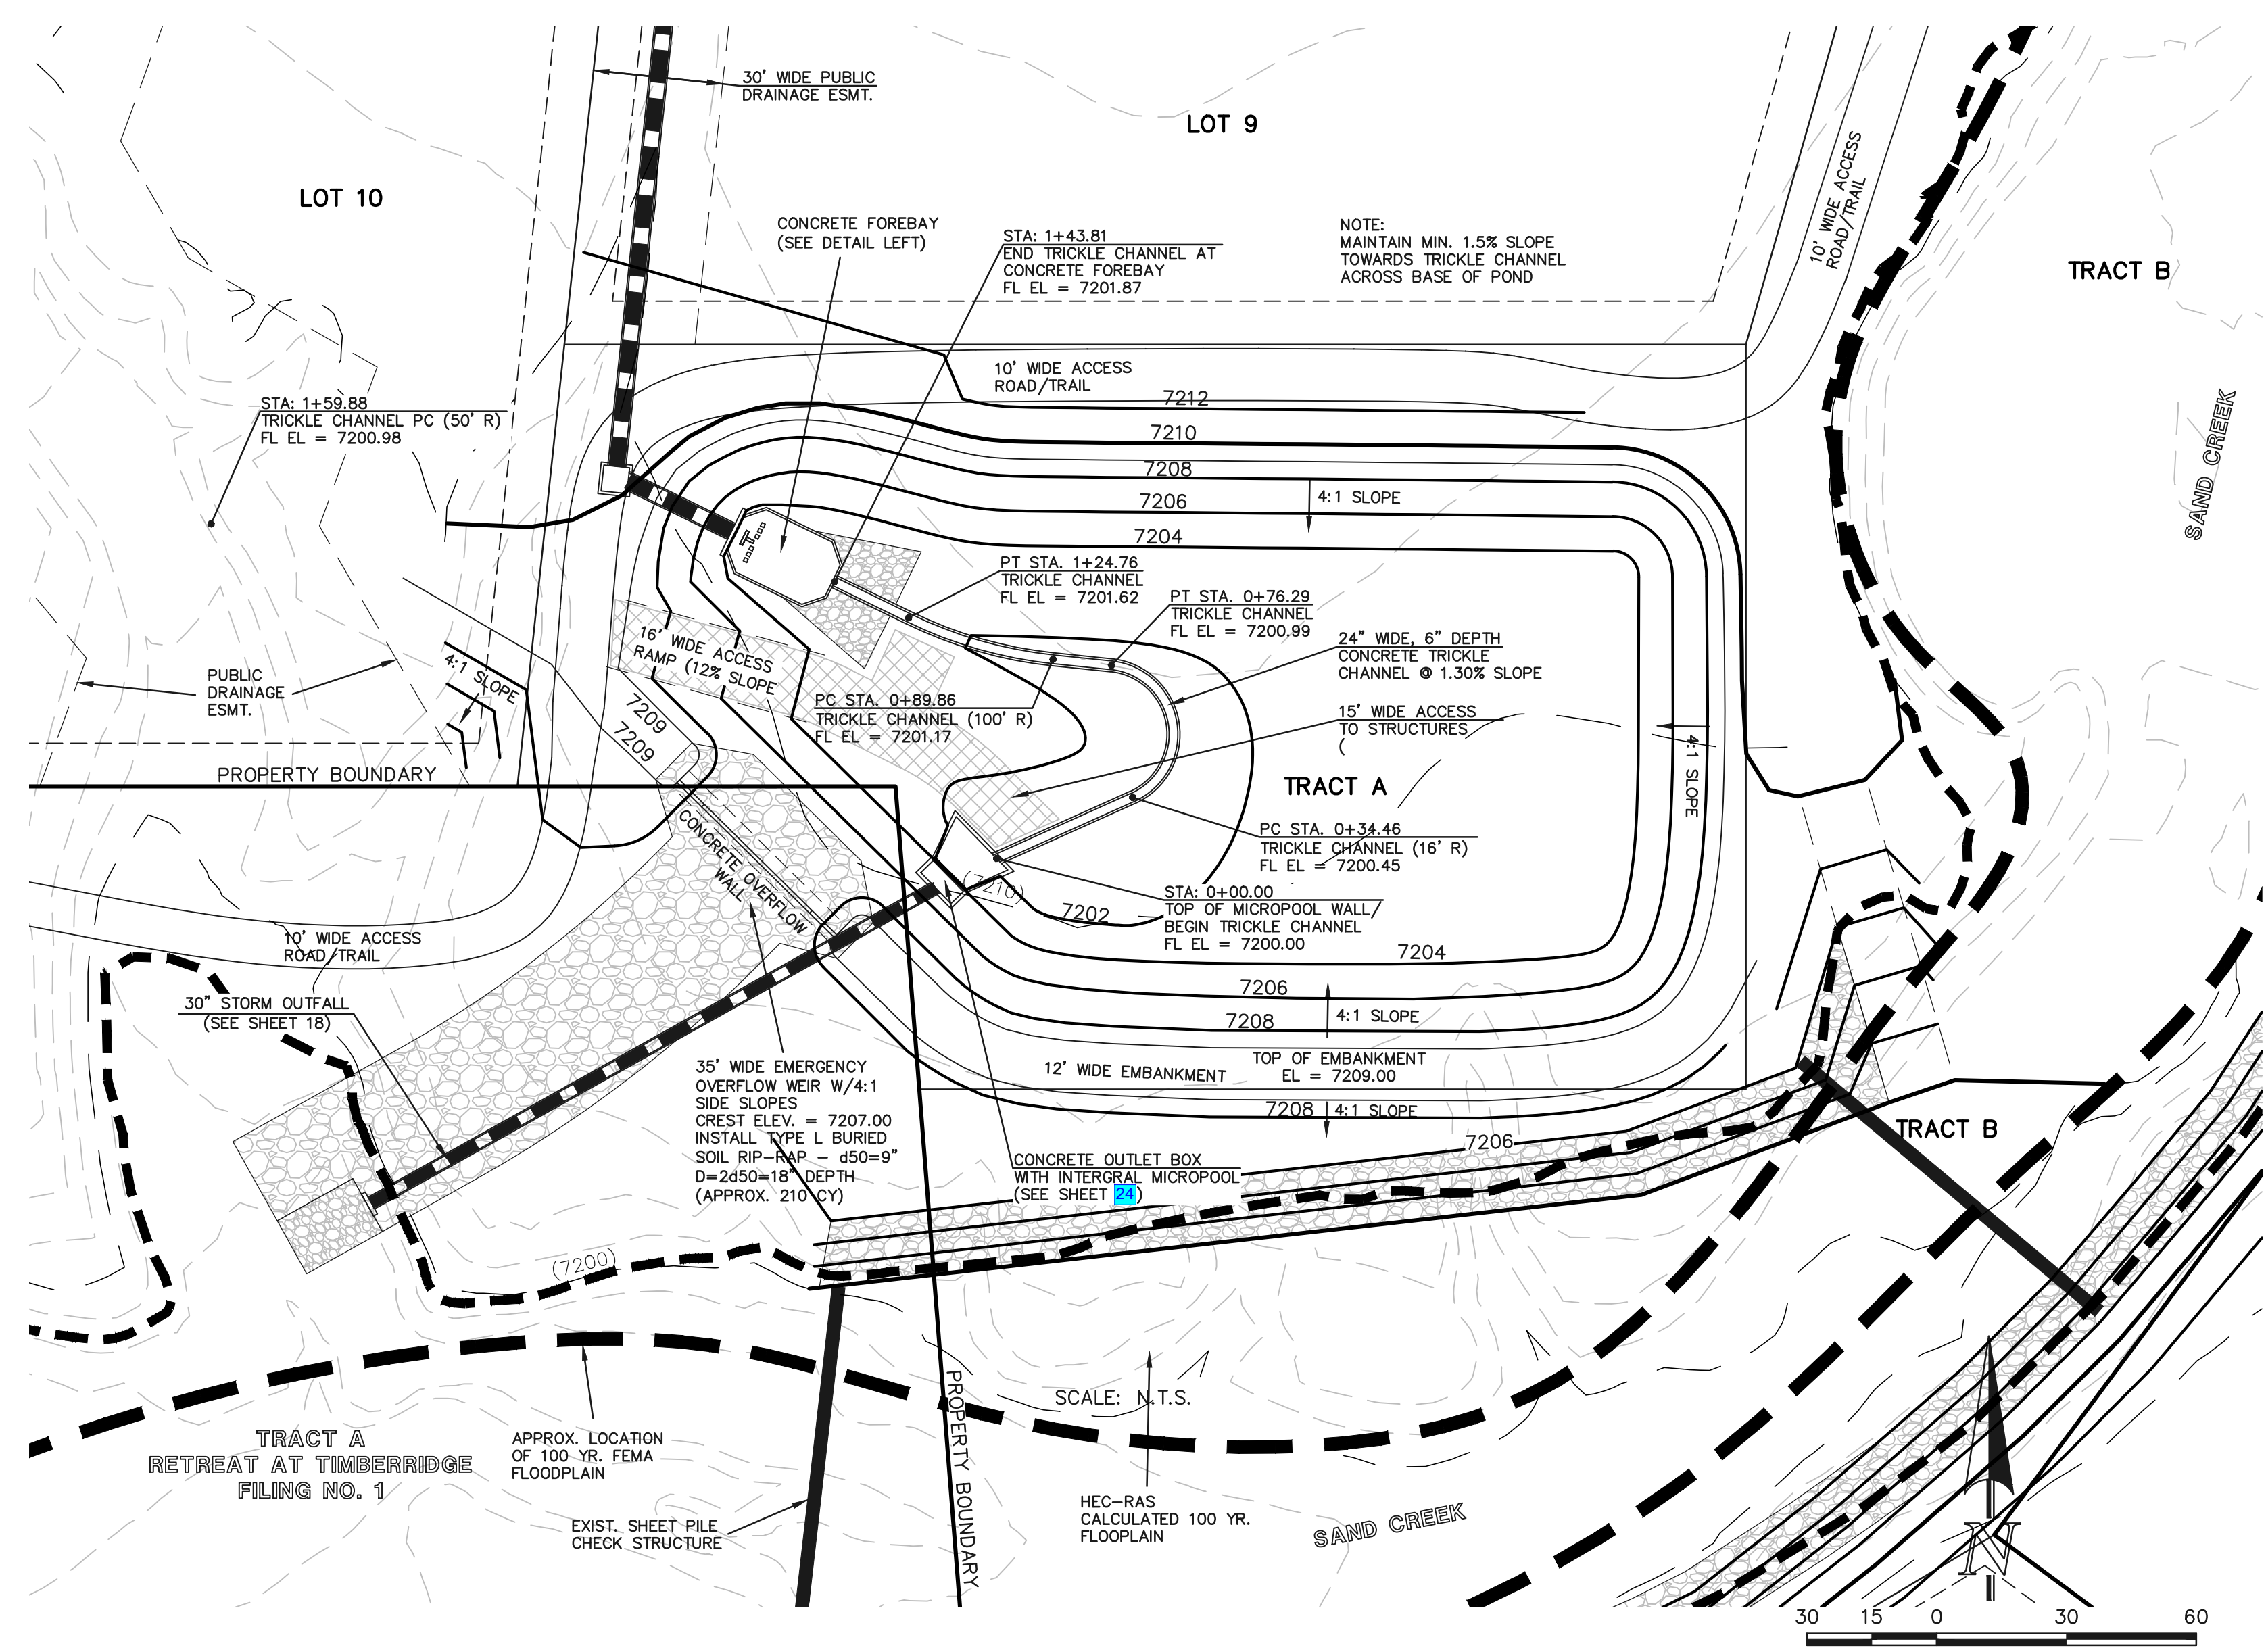 30' WIDE PUBLIC
DRAINAGE ESMT.
LOT 9
LOT 10
10' WIDE ACCESS
ROAD/TRAIL
TRACT B
CONCRETE FOREBAY
(SEE DETAIL LEFT)
STA: 1+43.81
END TRICKLE CHANNEL AT
CONCRETE FOREBAY
FL EL = 7201.87
NOTE:
MAINTAIN MIN. 1.5% SLOPE
TOWARDS TRICKLE CHANNEL
ACROSS BASE OF POND
10' WIDE ACCESS
ROAD/TRAIL
7212
STA: 1+59.88
TRICKLE CHANNEL PC (50' R)
FL EL = 7200.98
7210
7208
7206
4:1 SLOPE
7204
SAND CREEK
PT STA. 1+24.76
TRICKLE CHANNEL
FL EL = 7201.62
PT STA. 0+76.29
TRICKLE CHANNEL
FL EL = 7200.99
16' WIDE ACCESS
RAMP (12% SLOPE
24" WIDE, 6" DEPTH
CONCRETE TRICKLE
CHANNEL @ 1.30% SLOPE
4:1 SLOPE
PUBLIC
DRAINAGE
ESMT.
PC STA. 0+89.86
TRICKLE CHANNEL (100' R)
FL EL = 7201.17
15' WIDE ACCESS
TO STRUCTURES
(
7209
7209
4:1 SLOPE
PROPERTY BOUNDARY
TRACT A
CONCRETE OVERFLOW
WALL
PC STA. 0+34.46
TRICKLE CHANNEL (16' R)
FL EL = 7200.45
(7210)
STA: 0+00.00
TOP OF MICROPOOL WALL/
BEGIN TRICKLE CHANNEL
FL EL = 7200.00
7202
10' WIDE ACCESS
ROAD/TRAIL
7204
30" STORM OUTFALL
(SEE SHEET 18)
7206
7208
4:1 SLOPE
35' WIDE EMERGENCY
OVERFLOW WEIR W/4:1
SIDE SLOPES
CREST ELEV. = 7207.00
INSTALL TYPE L BURIED
SOIL RIP-RAP - d50=9"
D=2d50=18" DEPTH
(APPROX. 210 CY)
12' WIDE EMBANKMENT
TOP OF EMBANKMENT
EL = 7209.00
7208
4:1 SLOPE
TRACT B
7206
CONCRETE OUTLET BOX
WITH INTERGRAL MICROPOOL
(SEE SHEET 24)
(7200)
PROPERTY BOUNDARY
SCALE: N.T.S.
TRACT A
RETREAT AT TIMBERRIDGE
FILING NO. 1
APPROX. LOCATION
OF 100 YR. FEMA
FLOODPLAIN
EXIST. SHEET PILE
CHECK STRUCTURE
HEC-RAS
CALCULATED 100 YR.
FLOOPLAIN
SAND CREEK
N
30 15 0 30 60